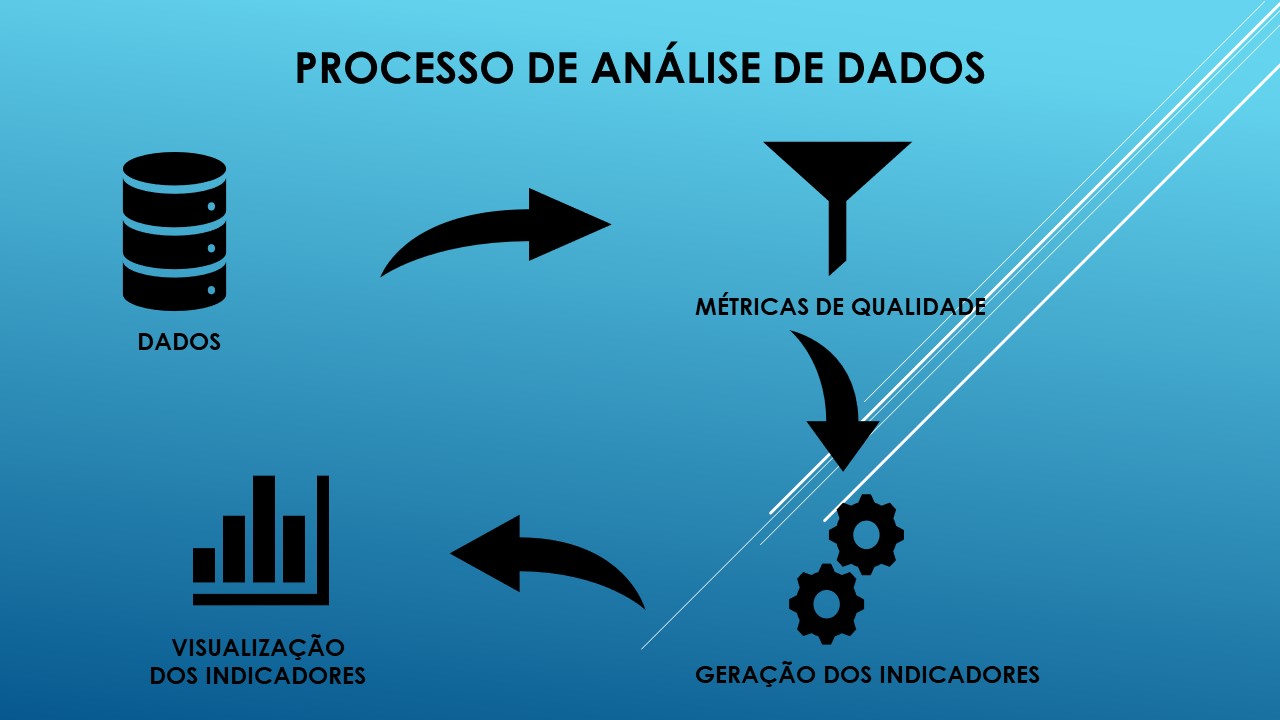 PROCESSO DE ANÁLISE DE DADOS
DADOS
MÉTRICAS DE QUALIDADE
GERAÇÃO DOS INDICADORES
VISUALIZAÇÃO
DOS INDICADORES